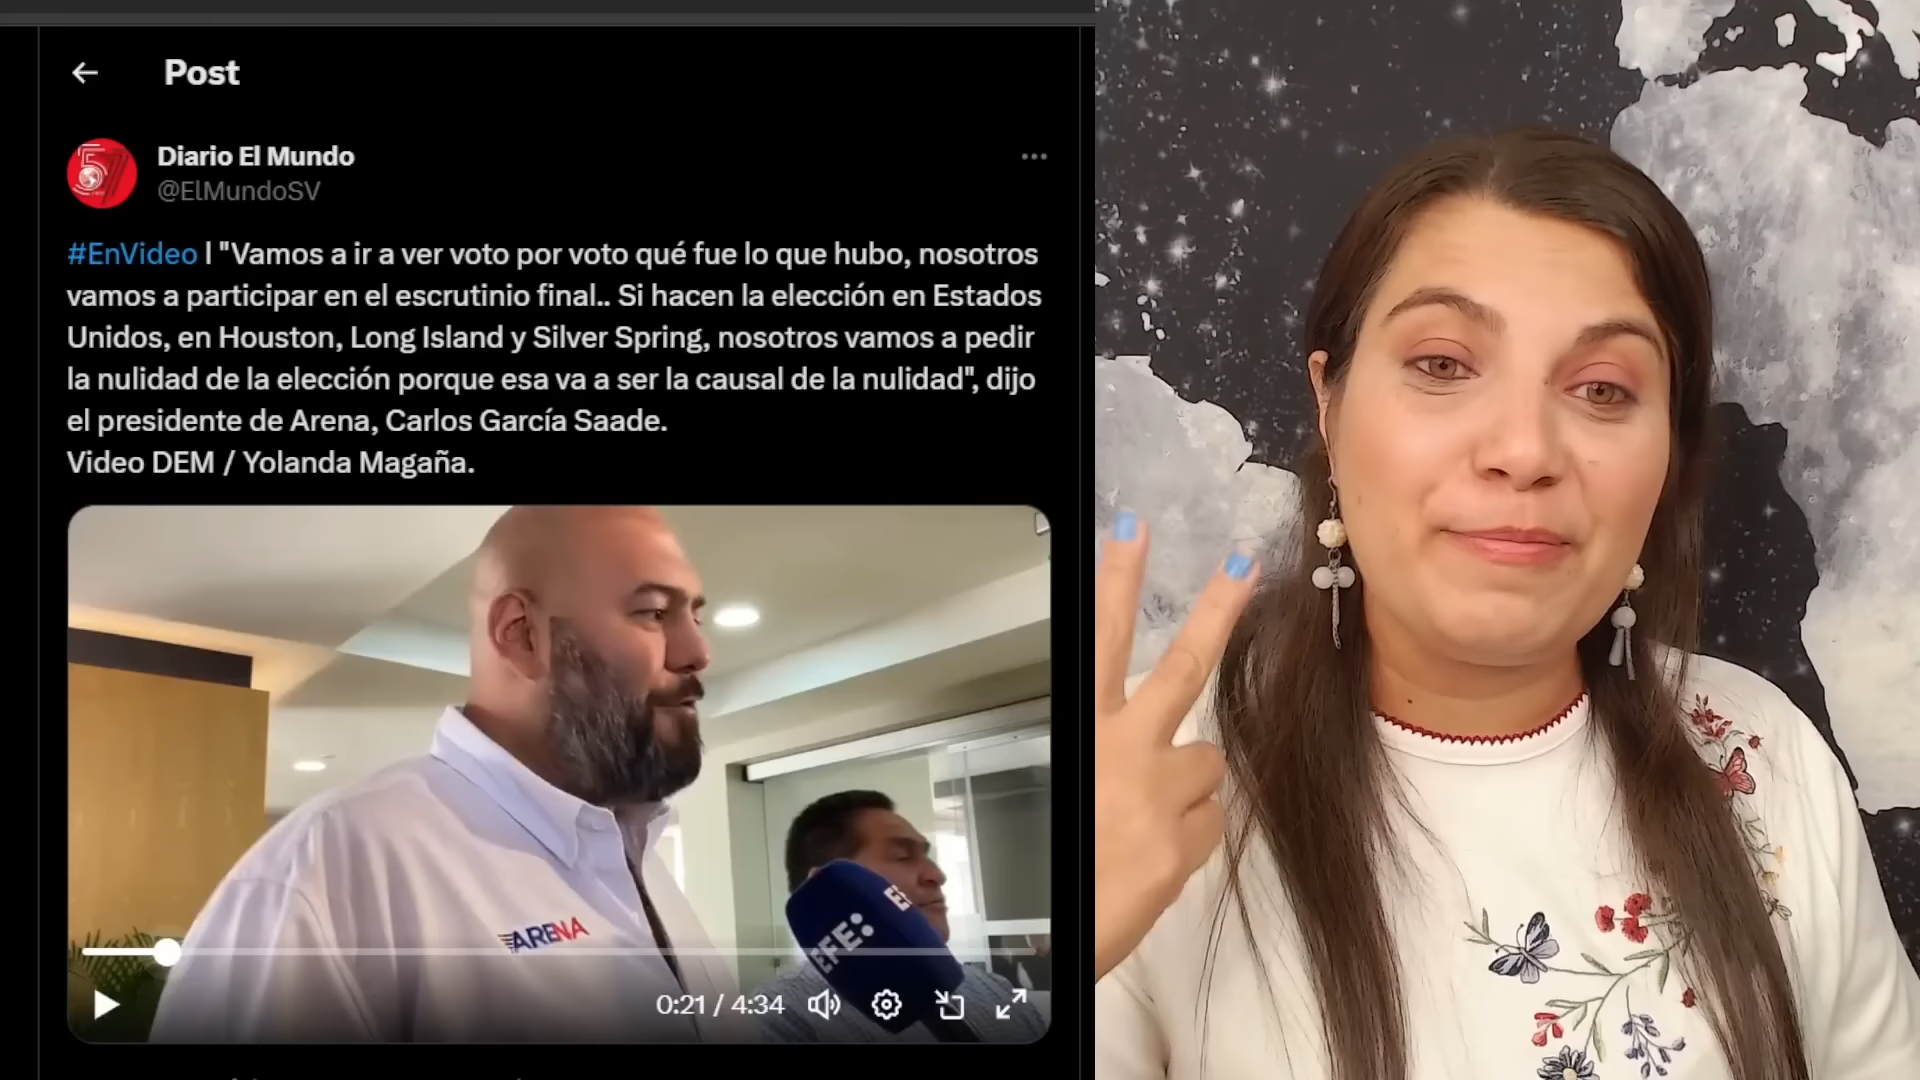 Post
57
Diario El Mundo
@ElMundoSV
#EnVideo l "Vamos a ir a ver voto por voto qué fue lo que hubo, nosotros
vamos a participar en el escrutinio final.. Si hacen la elección en Estados
Unidos, en Houston, Long Island y Silver Spring, nosotros vamos a pedir
la nulidad de la elección porque esa va a ser la causal de la nulidad", dijo
el presidente de Arena, Carlos García Saade.
Video DEM / Yolanda Magaña.
ARENA
EFE:
0:21 / 4:34